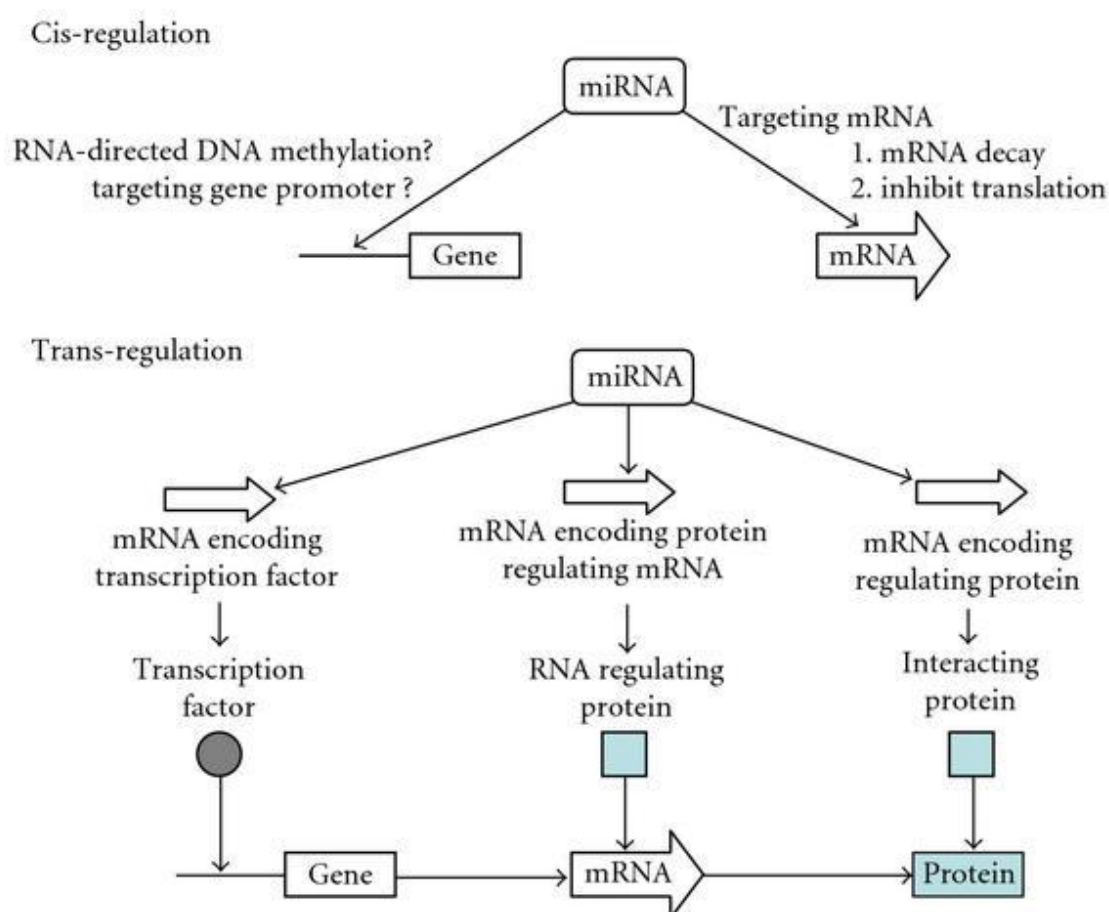 Cis-regulation
miRNA
RNA-directed DNA methylation?
targeting gene promoter ?
Targeting mRNA
1. mRNA decay
2. inhibit translation
Gene
mRNA
Trans-regulation
miRNA
mRNA encoding
transcription factor
mRNA encoding protein
regulating mRNA
mRNA encoding
regulating protein
Transcription
factor
RNA regulating
protein
Interacting
protein
Gene
mRNA
Protein